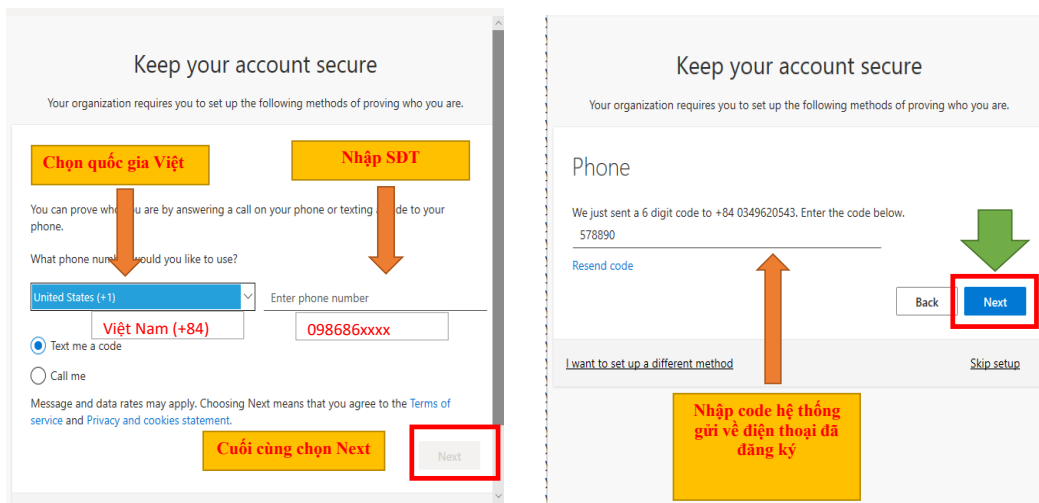 Keep your account secure
Your organization requires you to set up the following methods of proving who you are.
Chọn quốc gia Việt
Nhập SĐT
You can prove who you are by answering a call on your phone or texting a code to your
phone.
What phone number would you like to use?
United States (+1)
Enter phone number
Việt Nam (+84)
098686xxxx
Text me a code
Call me
Message and data rates may apply. Choosing Next means that you agree to the Terms of
service and Privacy and cookies statement.
Cuối cùng chọn Next
Next
Keep your account secure
Your organization requires you to set up the following methods of proving who you are.
Phone
We just sent a 6 digit code to +84 0349620543. Enter the code below.
578890
Resend code
Back
Next
I want to set up a different method
Skip setup
Nhập code hệ thống
gửi về điện thoại đã
đăng ký